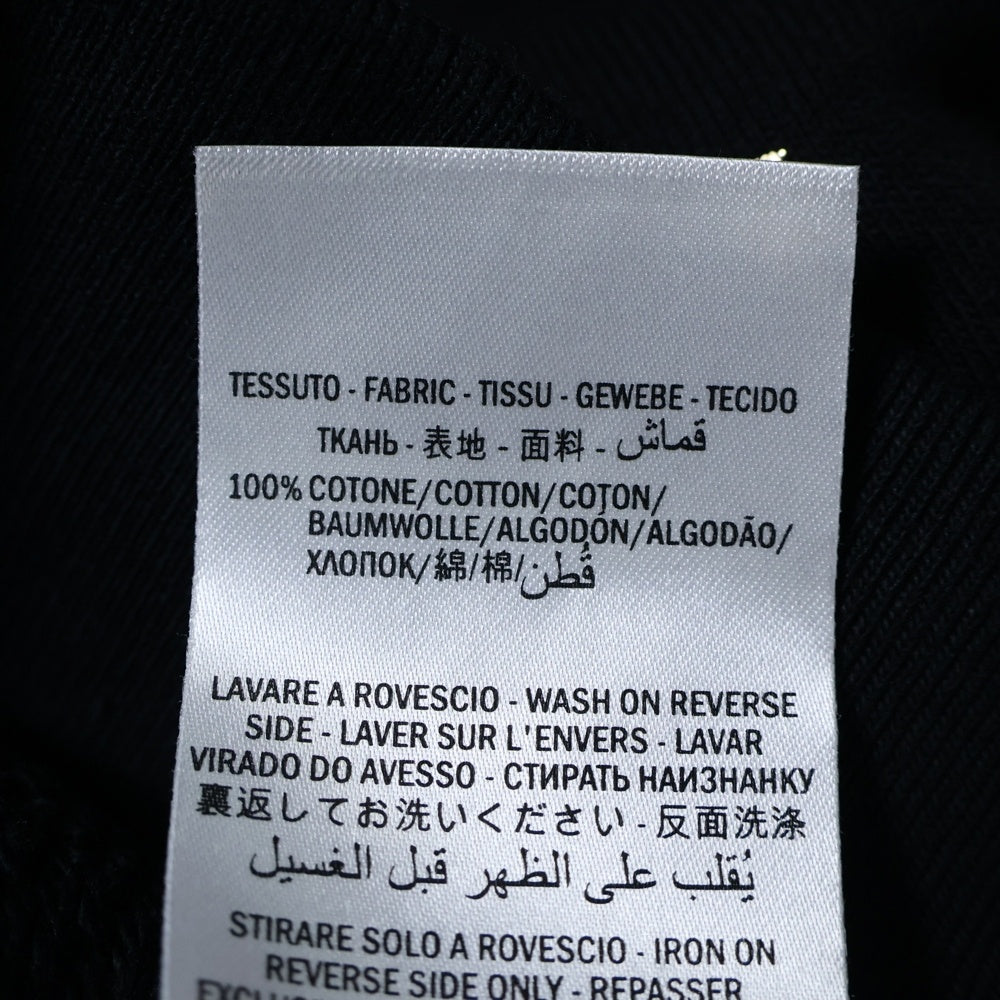 TESSUTO - FABRIC - TISSU - GEWEBE - TECIDO
ТКАНЬ - 表地 - 面料 - قماش
100% COTONE/COTTON/COTON/
BAUMWOLLE/ALGODÓN/ALGODÃO/
ХЛОПОК/綿/棉/قُطن
LAVARE A ROVESCIO - WASH ON REVERSE
SIDE - LAVER SUR L'ENVERS - LAVAR
VIRADO DO AVESSO - СТИРАТЬ НАИЗНАНКУ
裏返してお洗いください - 反面洗涤
يُقلب على الظهر قبل الغسيل
STIRARE SOLO A ROVESCIO - IRON ON
REVERSE SIDE ONLY - REPASSER